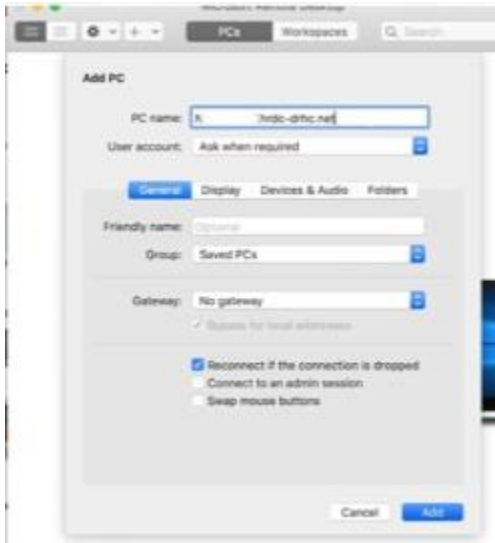 Microsoft Remote Desktop
PCs Workspaces Search
Add PC
PC name: hrdc-drhc.net
User account: Ask when required
General Display Devices & Audio Folders
Friendly name: Optional
Group: Saved PCs
Gateway: No gateway
Bypass for local addresses
Reconnect if the connection is dropped
Connect to an admin session
Swap mouse buttons
Cancel Add